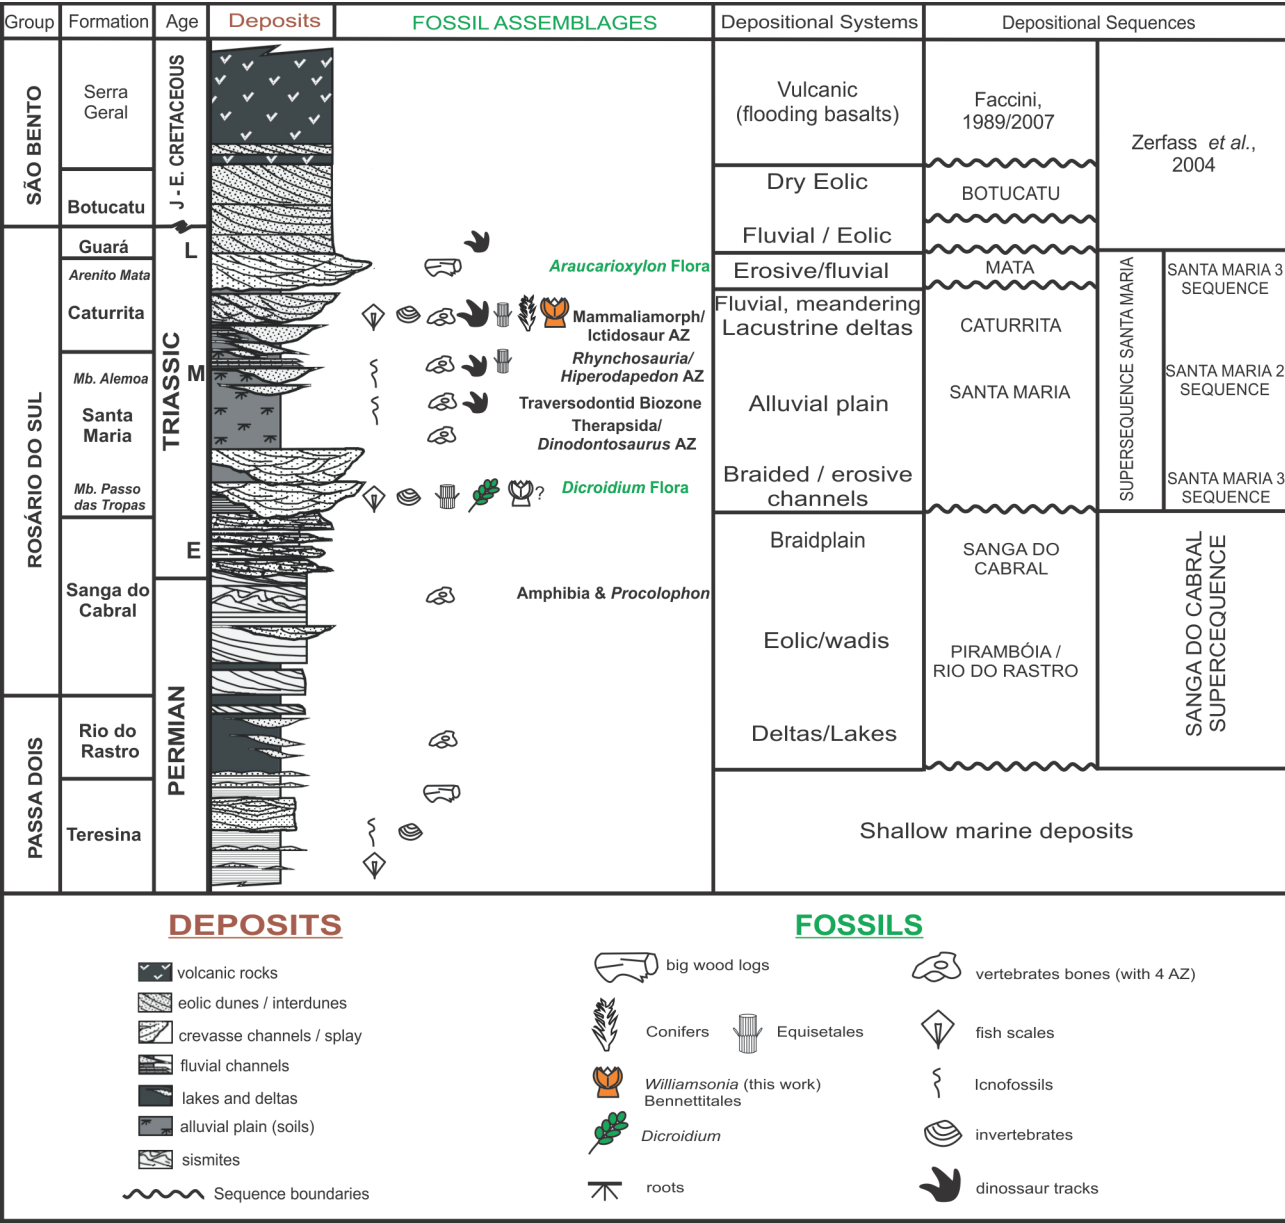 Group
Formation
Age
Deposits
FOSSIL ASSEMBLAGES
Depositional Systems
Depositional Sequences
SÃO BENTO
ROSÁRIO DO SUL
PASSA DOIS
Serra
Geral
Botucatu
Guará
Arenito Mata
Caturrita
Mb. Alemoa
Santa
Maria
Mb. Passo
das Tropas
Sanga do
Cabral
Rio do
Rastro
Teresina
J - E. CRETACEOUS
TRIASSIC
L
M
E
PERMIAN
Araucarioxylon Flora
Mammaliamorph/
Ictidosaur AZ
Rhynchosauria/
Hiperodapedon AZ
Traversodontid Biozone
Therapsida/
Dinodontosaurus AZ
?
Dicroidium Flora
Amphibia & Procolophon
Vulcanic
(flooding basalts)
Dry Eolic
Fluvial / Eolic
Erosive/fluvial
Fluvial, meandering
Lacustrine deltas
Alluvial plain
Braided / erosive
channels
Braidplain
Eolic/wadis
Deltas/Lakes
Shallow marine deposits
Faccini,
1989/2007
BOTUCATU
MATA
CATURRITA
SANTA MARIA
SANGA DO
CABRAL
PIRAMBÓIA /
RIO DO RASTRO
Zerfass et al.,
2004
SUPERSEQUENCE SANTA MARIA
SANTA MARIA 3
SEQUENCE
SANTA MARIA 2
SEQUENCE
SANTA MARIA 3
SEQUENCE
SANGA DO CABRAL
SUPERCEQUENCE
DEPOSITS
volcanic rocks
eolic dunes / interdunes
crevasse channels / splay
fluvial channels
lakes and deltas
alluvial plain (soils)
sismites
Sequence boundaries
FOSSILS
big wood logs
Conifers
Equisetales
Williamsonia (this work)
Bennettitales
Dicroidium
roots
vertebrates bones (with 4 AZ)
fish scales
Icnofossils
invertebrates
dinossaur tracks